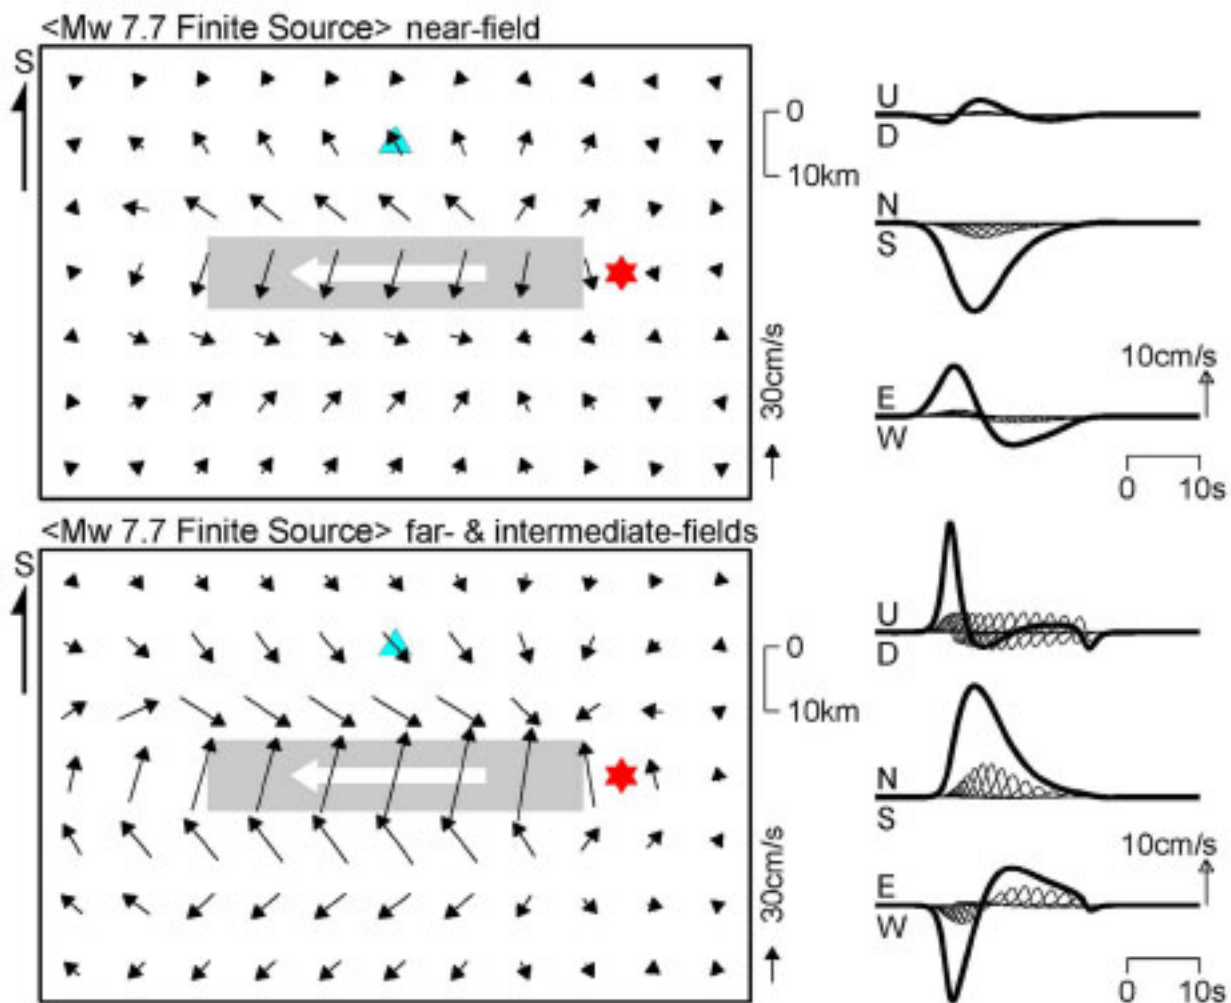 <Mw 7.7 Finite Source> near-field
S
0
10km
30cm/s
U
D
N
S
E
W
10cm/s
0 10s
<Mw 7.7 Finite Source> far- & intermediate-fields
S
0
10km
30cm/s
U
D
N
S
E
W
10cm/s
0 10s